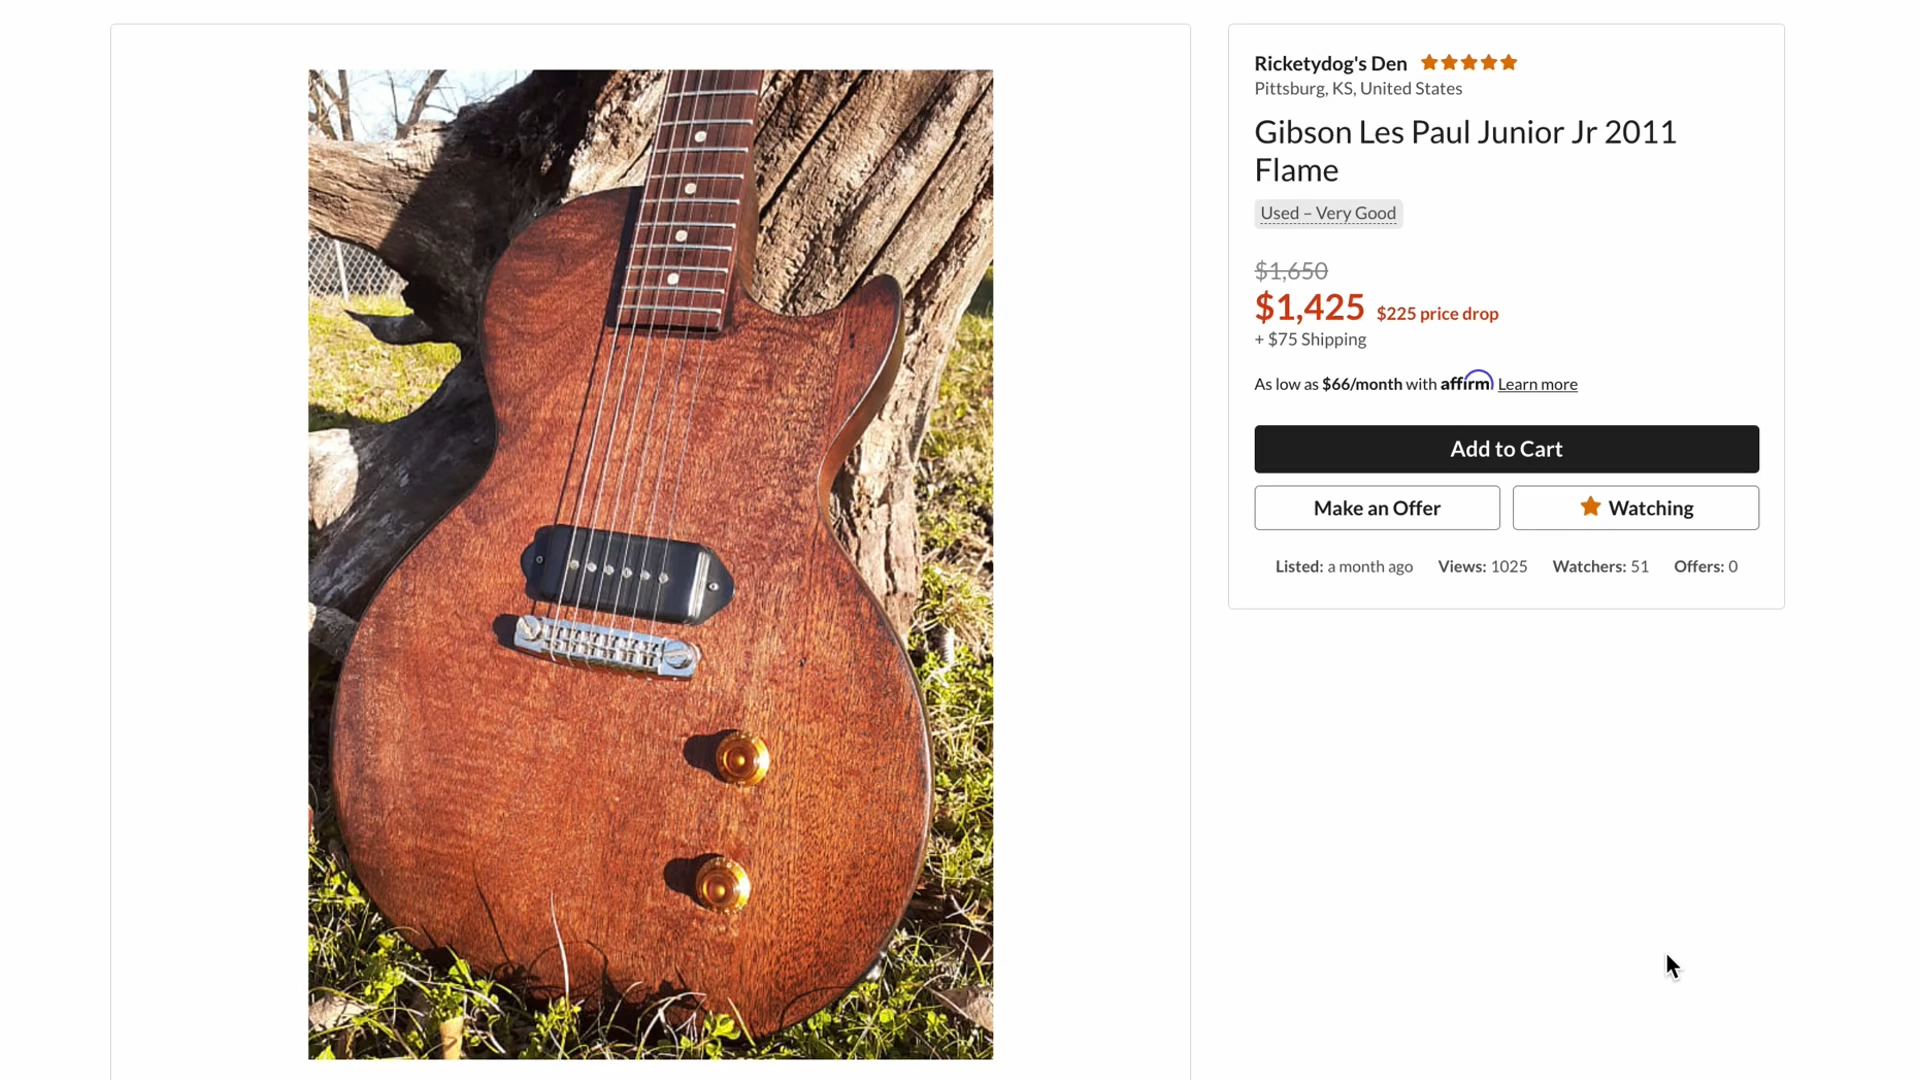 Ricketydog's Den
Pittsburg, KS, United States
Gibson Les Paul Junior Jr 2011
Flame
Used – Very Good
$1,650
$1,425 $225 price drop
+ $75 Shipping
As low as $66/month with affirm Learn more
Add to Cart
Make an Offer
Watching
Listed: a month ago Views: 1025 Watchers: 51 Offers: 0